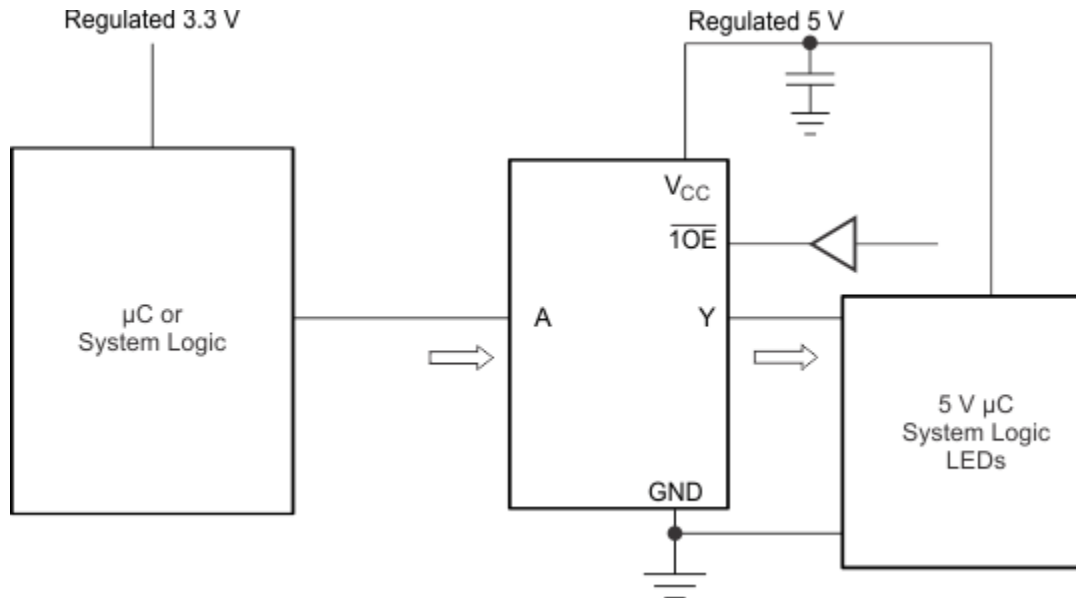 Regulated 3.3 V
Regulated 5 V
µC or
System Logic
A
VCC
1OE
Y
GND
5 V µC
System Logic
LEDs